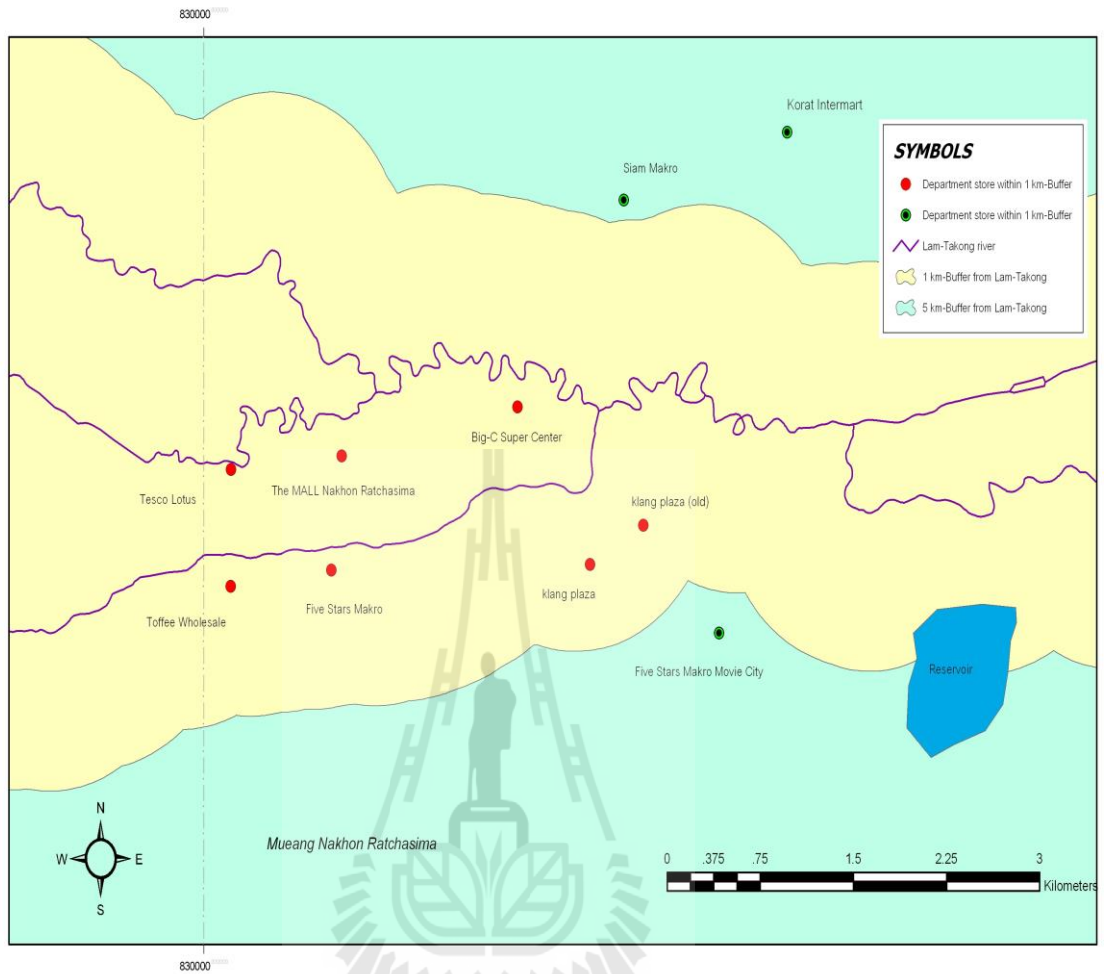 830000
Korat Intermart
SYMBOLS
Department store within 1 km-Buffer
Department store within 1 km-Buffer
Lam-Takong river
1 km-Buffer from Lam-Takong
5 km-Buffer from Lam-Takong
Siam Makro
Big-C Super Center
Tesco Lotus
The MALL Nakhon Ratchasima
klang plaza (old)
klang plaza
Five Stars Makro
Toffee Wholesale
Five Stars Makro Movie City
Reservoir
N
W E
S
Mueang Nakhon Ratchasima
0 .375 .75 1.5 2.25 3
Kilometers
830000